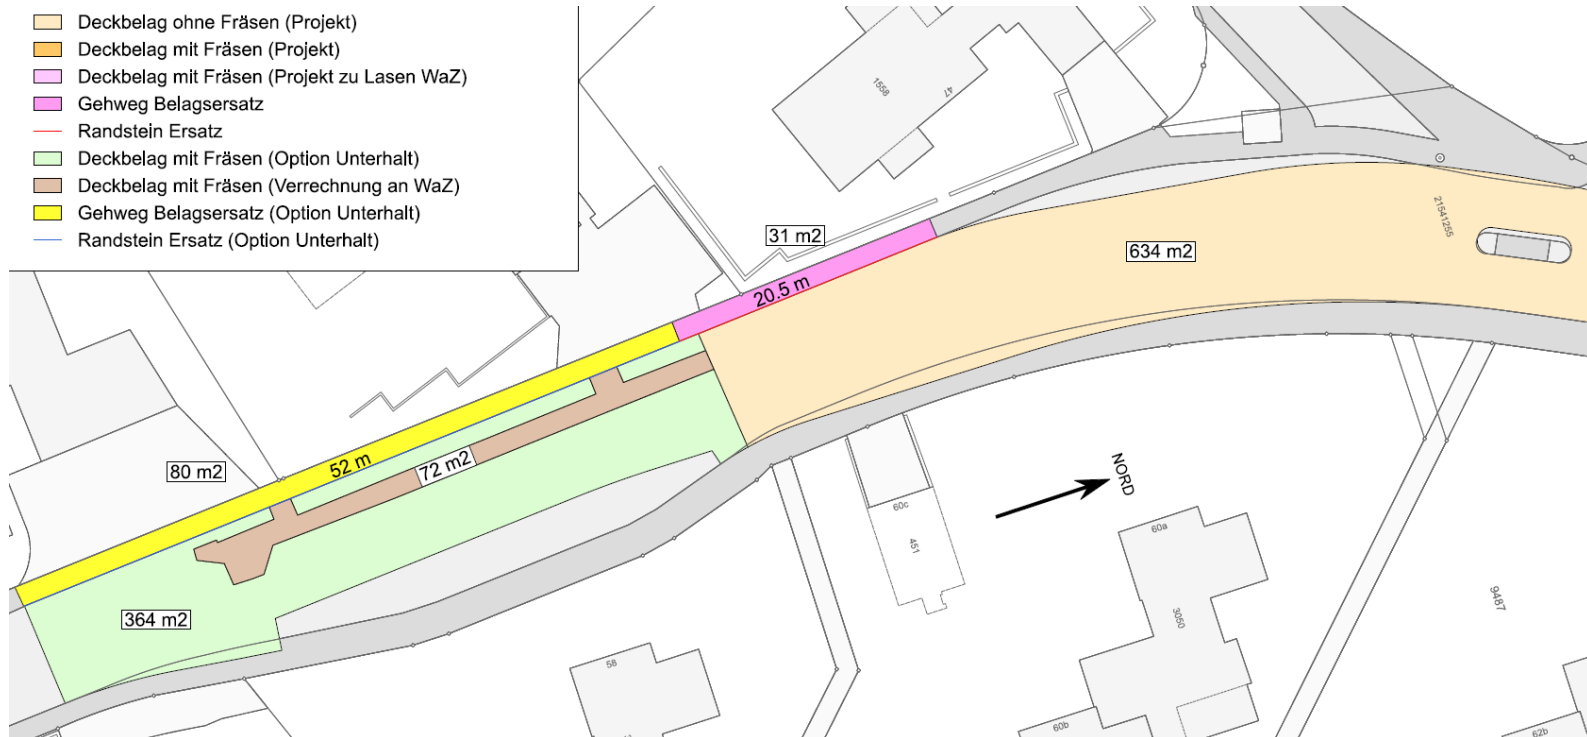 Deckbelag ohne Fräsen (Projekt)
Deckbelag mit Fräsen (Projekt)
Deckbelag mit Fräsen (Projekt zu Lasen WaZ)
Gehweg Belagsersatz
Randstein Ersatz
Deckbelag mit Fräsen (Option Unterhalt)
Deckbelag mit Fräsen (Verrechnung an WaZ)
Gehweg Belagsersatz (Option Unterhalt)
Randstein Ersatz (Option Unterhalt)
1558
47
21541255
31 m2
634 m2
20.5 m
80 m2
52 m
72 m2
NORD
60c
451
60a
364 m2
3050
9487
58
60b
62b